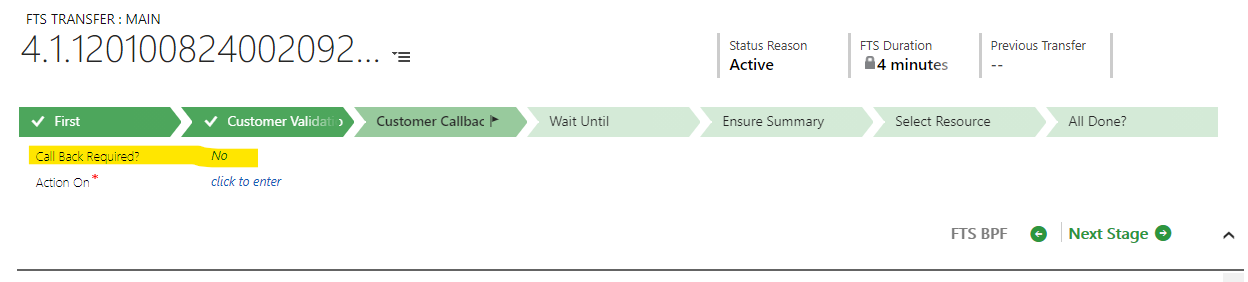 FTS TRANSFER : MAIN
4.1.120100824002092...
Status Reason
Active
FTS Duration
4 minutes
Previous Transfer
--
First
Customer Validati
Customer Callbac
Wait Until
Ensure Summary
Select Resource
All Done?
Call Back Required? No
Action On* click to enter
FTS BPF
Next Stage